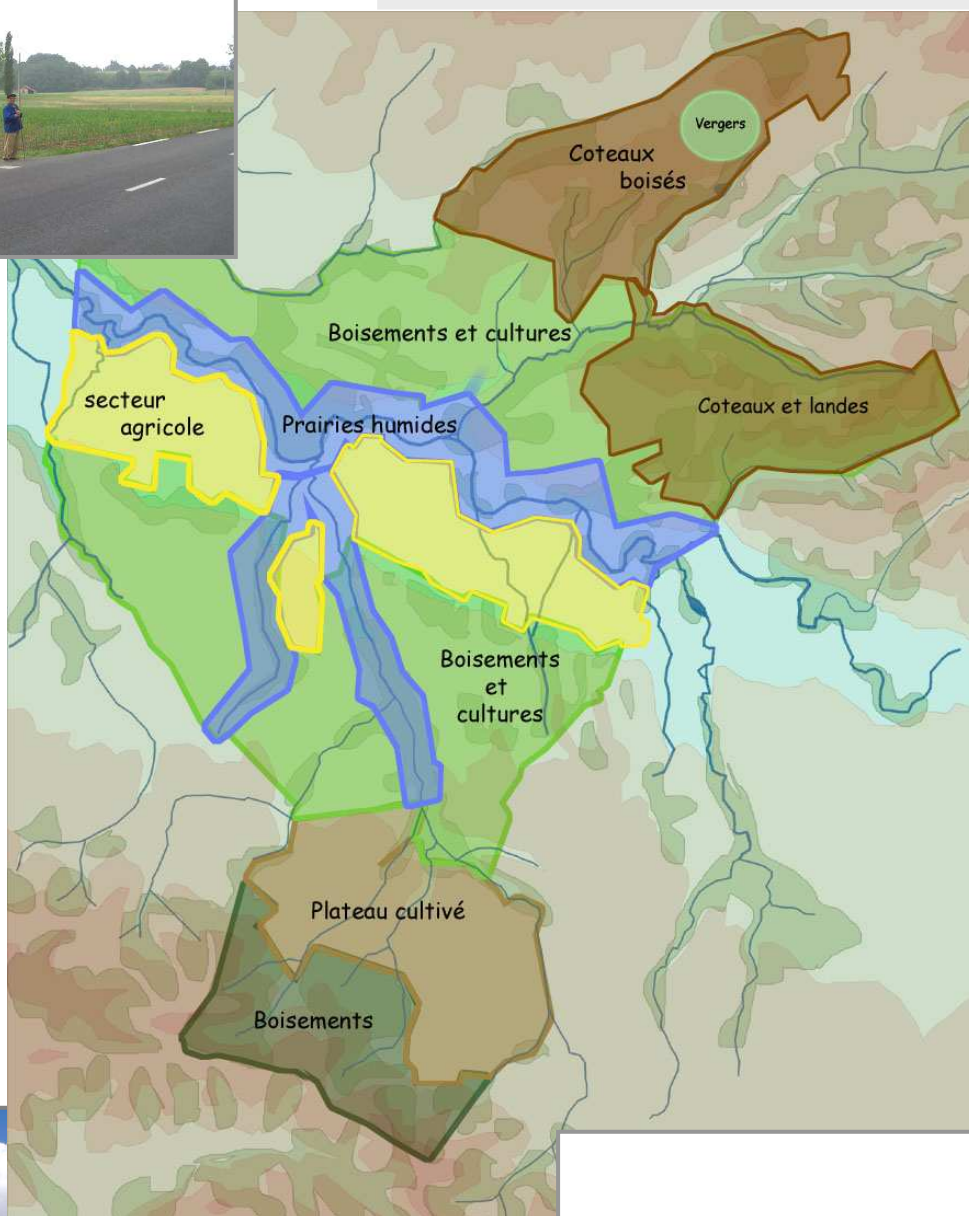 Vergers
Coteaux
boisés
Boisements et cultures
Coteaux et landes
secteur
agricole
Prairies humides
Boisements
et
cultures
Plateau cultivé
Boisements